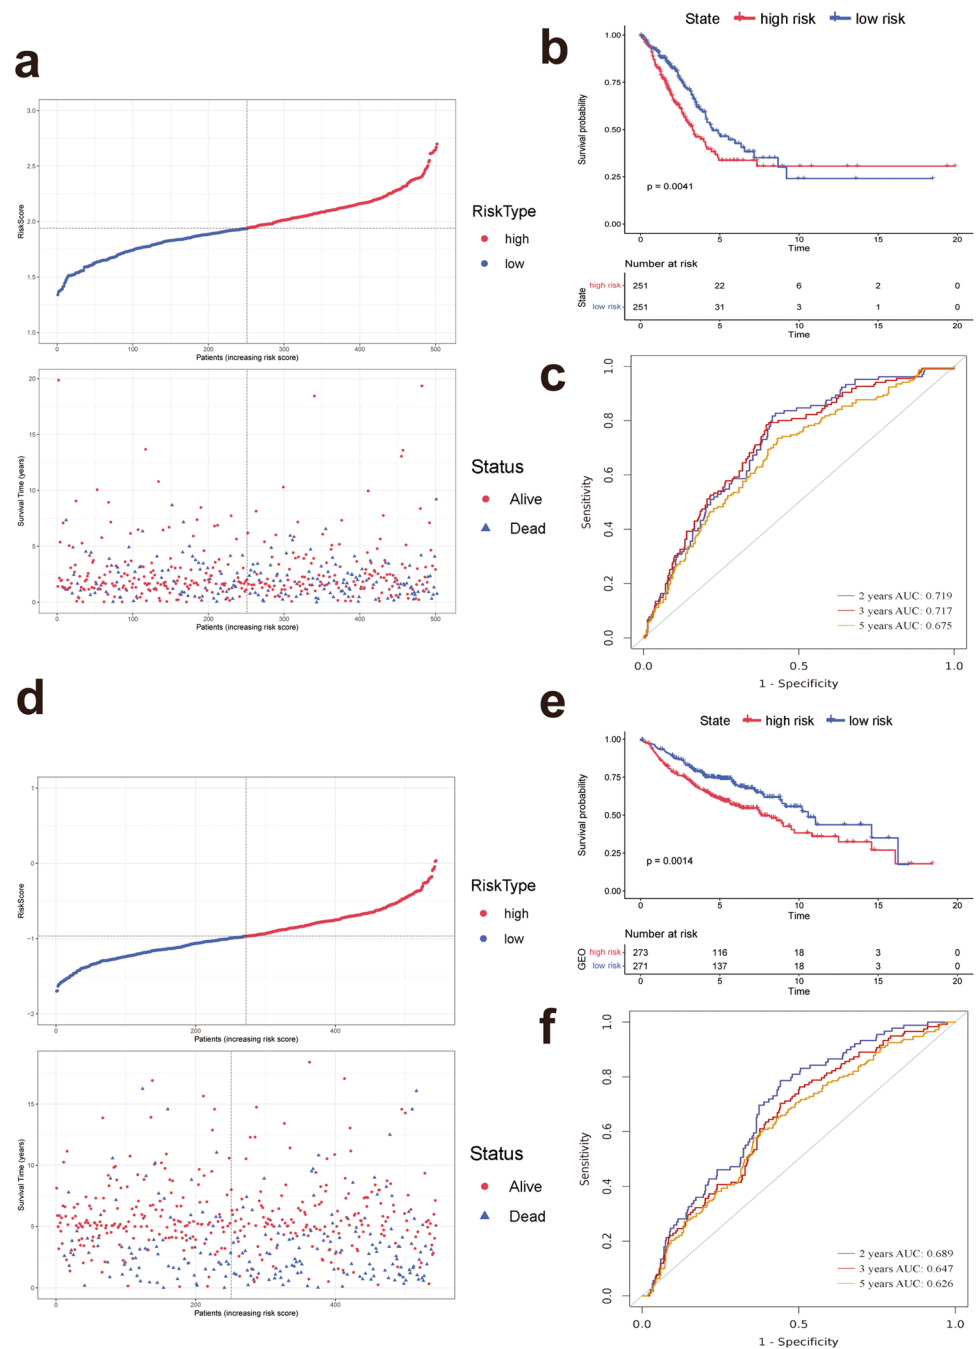 a
3.0
2.5
2.0
1.5
1.0
RiskScore
0
100
200
300
400
500
Patients (increasing risk score)
RiskType
high
low
20
15
10
5
0
Survival Time (years)
0
100
200
300
400
500
Patients (increasing risk score)
Status
Alive
Dead
b
State high risk low risk
1.00
0.75
0.50
0.25
0.00
Survival probability
p = 0.0041
0 5 10 15 20
Time
Number at risk
State
high risk 251 22 6 2 0
low risk 251 31 3 1 0
0 5 10 15 20
Time
c
1.0
0.8
0.6
0.4
0.2
0.0
Sensitivity
2 years AUC: 0.719
3 years AUC: 0.717
5 years AUC: 0.675
0.0 0.5 1.0
1 - Specificity
d
1
0
−1
−2
RiskScore
0
200
400
Patients (increasing risk score)
RiskType
high
low
15
10
5
0
Survival Time (years)
0
200
400
Patients (increasing risk score)
Status
Alive
Dead
e
State high risk low risk
1.00
0.75
0.50
0.25
0.00
Survival probability
p = 0.0014
0 5 10 15 20
Time
Number at risk
GEO
high risk 273 116 18 3 0
low risk 271 137 18 3 0
0 5 10 15 20
Time
f
1.0
0.8
0.6
0.4
0.2
0.0
Sensitivity
2 years AUC: 0.689
3 years AUC: 0.647
5 years AUC: 0.626
0.0 0.5 1.0
1 - Specificity